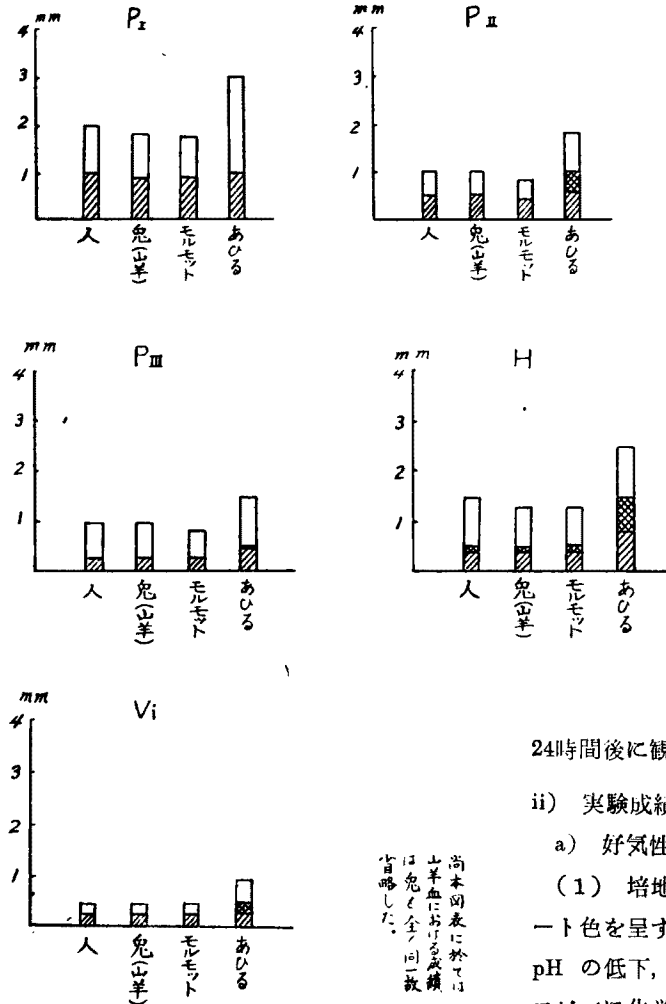 mm PⅠ
4
3
2
1
人
兎(山羊)
モルモット
あひる
mm PⅡ
4
3
2
1
人
兎(山羊)
モルモット
あひる
mm PⅢ
4
3
2
1
人
兎(山羊)
モルモット
あひる
mm H
4
3
2
1
人
兎(山羊)
モルモット
あひる
mm Vi
4
3
2
1
人
兎(山羊)
モルモット
あひる
尚本図表に於ては
山羊血における成績
は兎と全く同一故
省略した。
24時間後に観
ii) 実験成績
a) 好気性
(1) 培地
ート色を呈す
pH の低下,